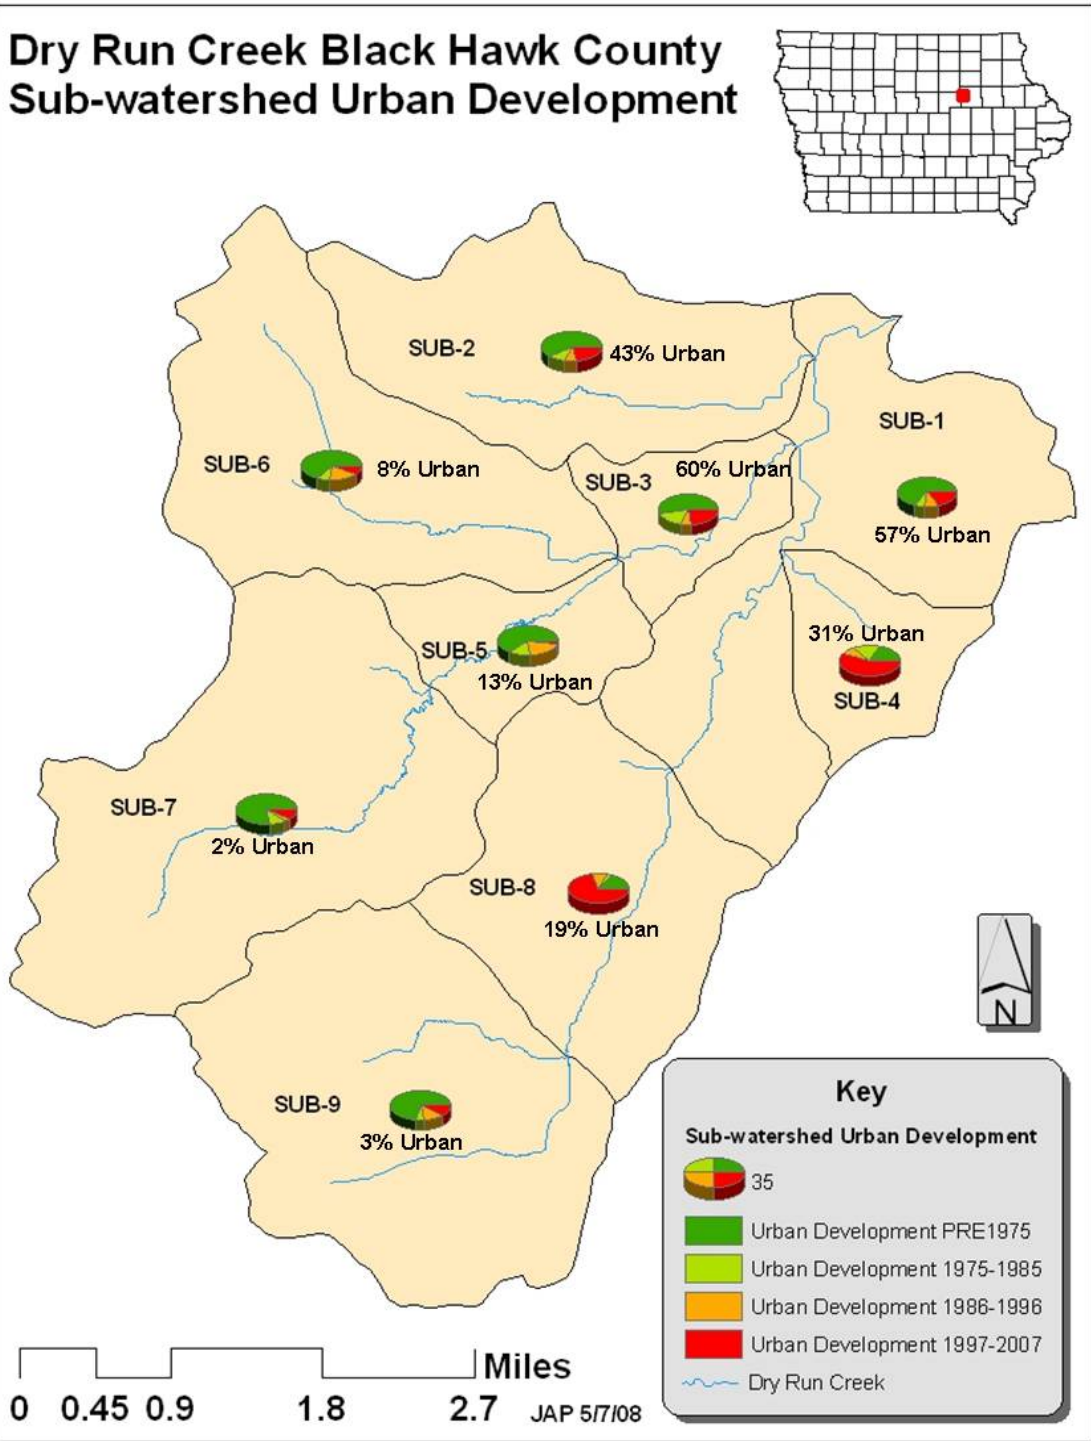 Dry Run Creek Black Hawk County
Sub-watershed Urban Development
SUB-2
43% Urban
SUB-1
57% Urban
SUB-6
8% Urban
SUB-3
60% Urban
31% Urban
SUB-4
SUB-5
13% Urban
SUB-7
2% Urban
SUB-8
19% Urban
SUB-9
3% Urban
N
Key
Sub-watershed Urban Development
35
Urban Development PRE1975
Urban Development 1975-1985
Urban Development 1986-1996
Urban Development 1997-2007
Dry Run Creek
Miles
0 0.45 0.9 1.8 2.7 JAP 5/7/08